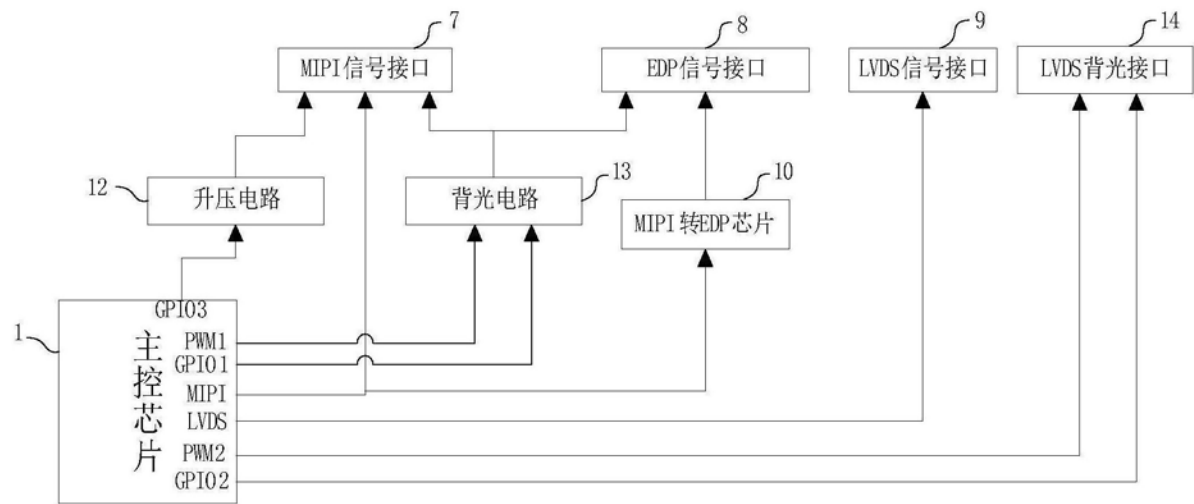 7
8
9
14
MIPI信号接口
EDP信号接口
LVDS信号接口
LVDS背光接口
12
升压电路
背光电路
13
10
MIPI转EDP芯片
1
主控芯片
GPIO3
PWM1
GPIO1
MIPI
LVDS
PWM2
GPIO2